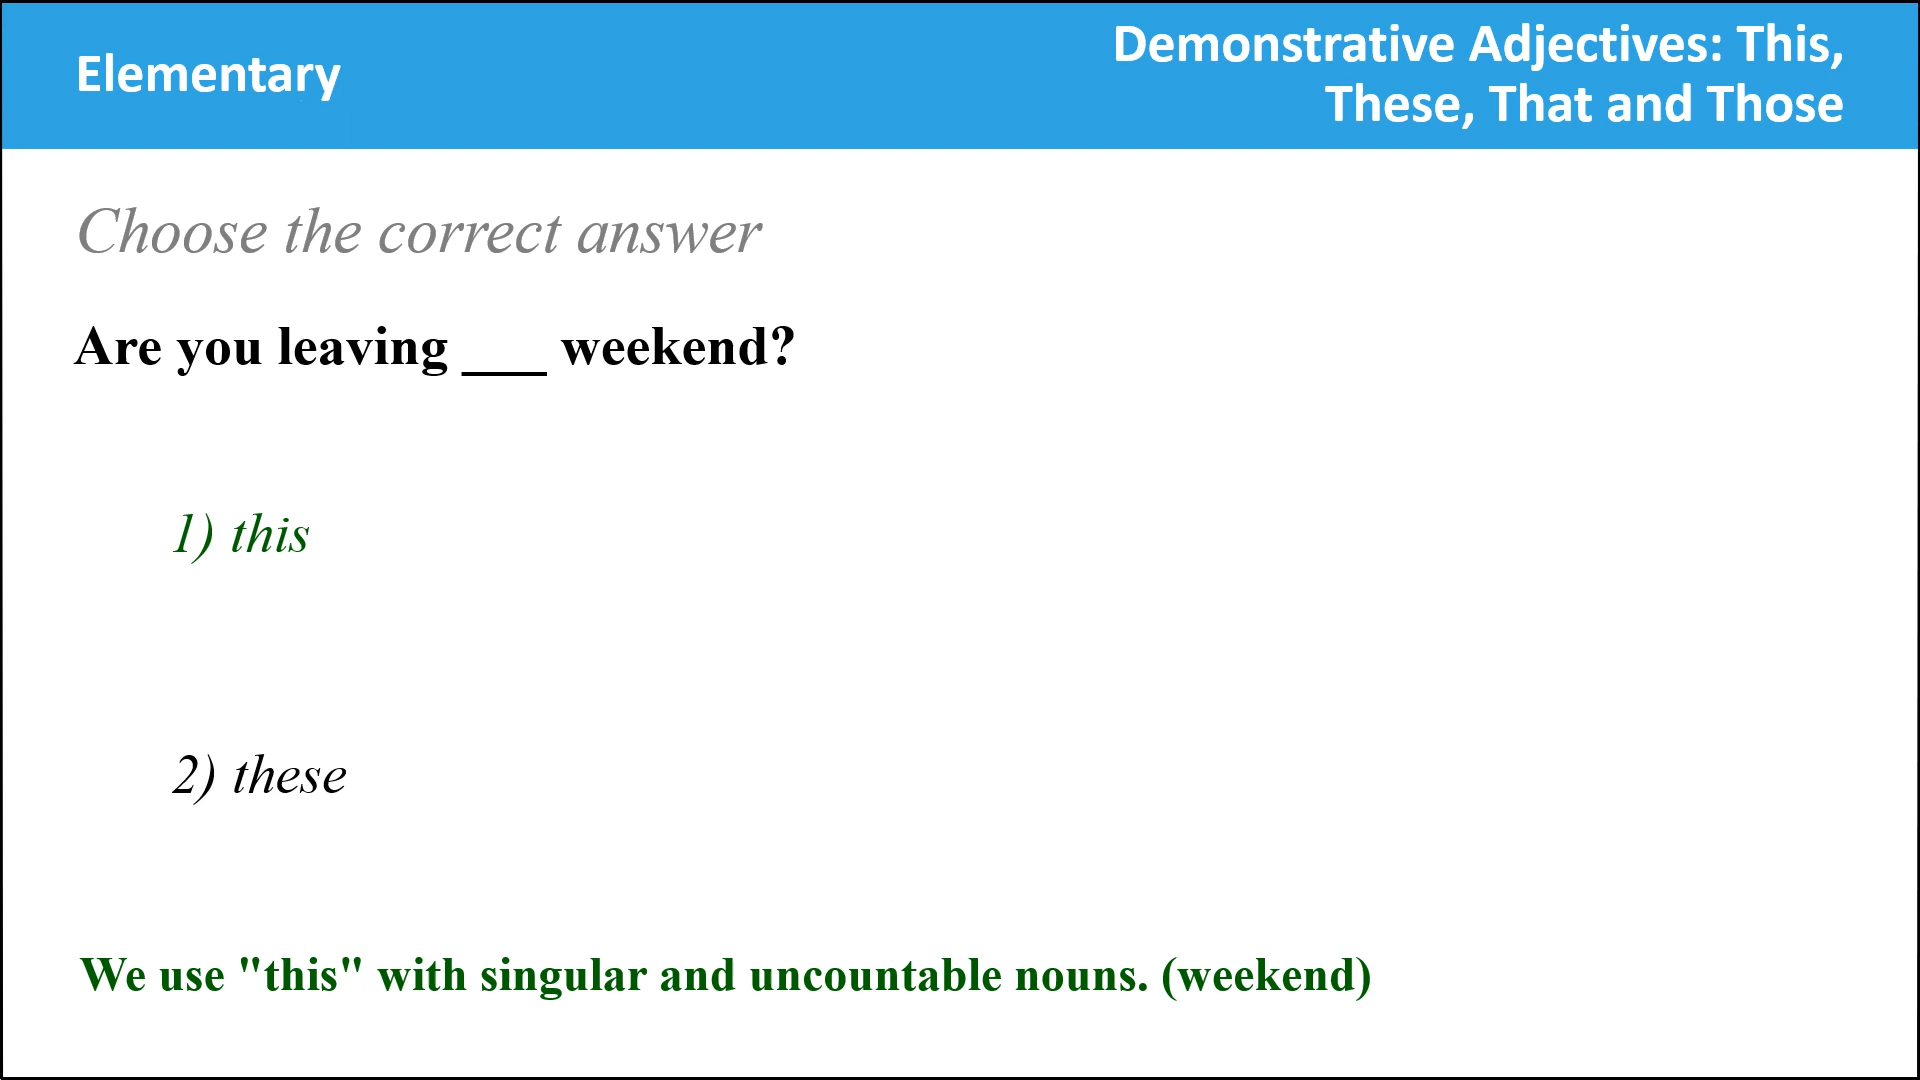 Elementary
Demonstrative Adjectives: This,
These, That and Those
Choose the correct answer
Are you leaving ___ weekend?
1) this
2) these
We use "this" with singular and uncountable nouns. (weekend)